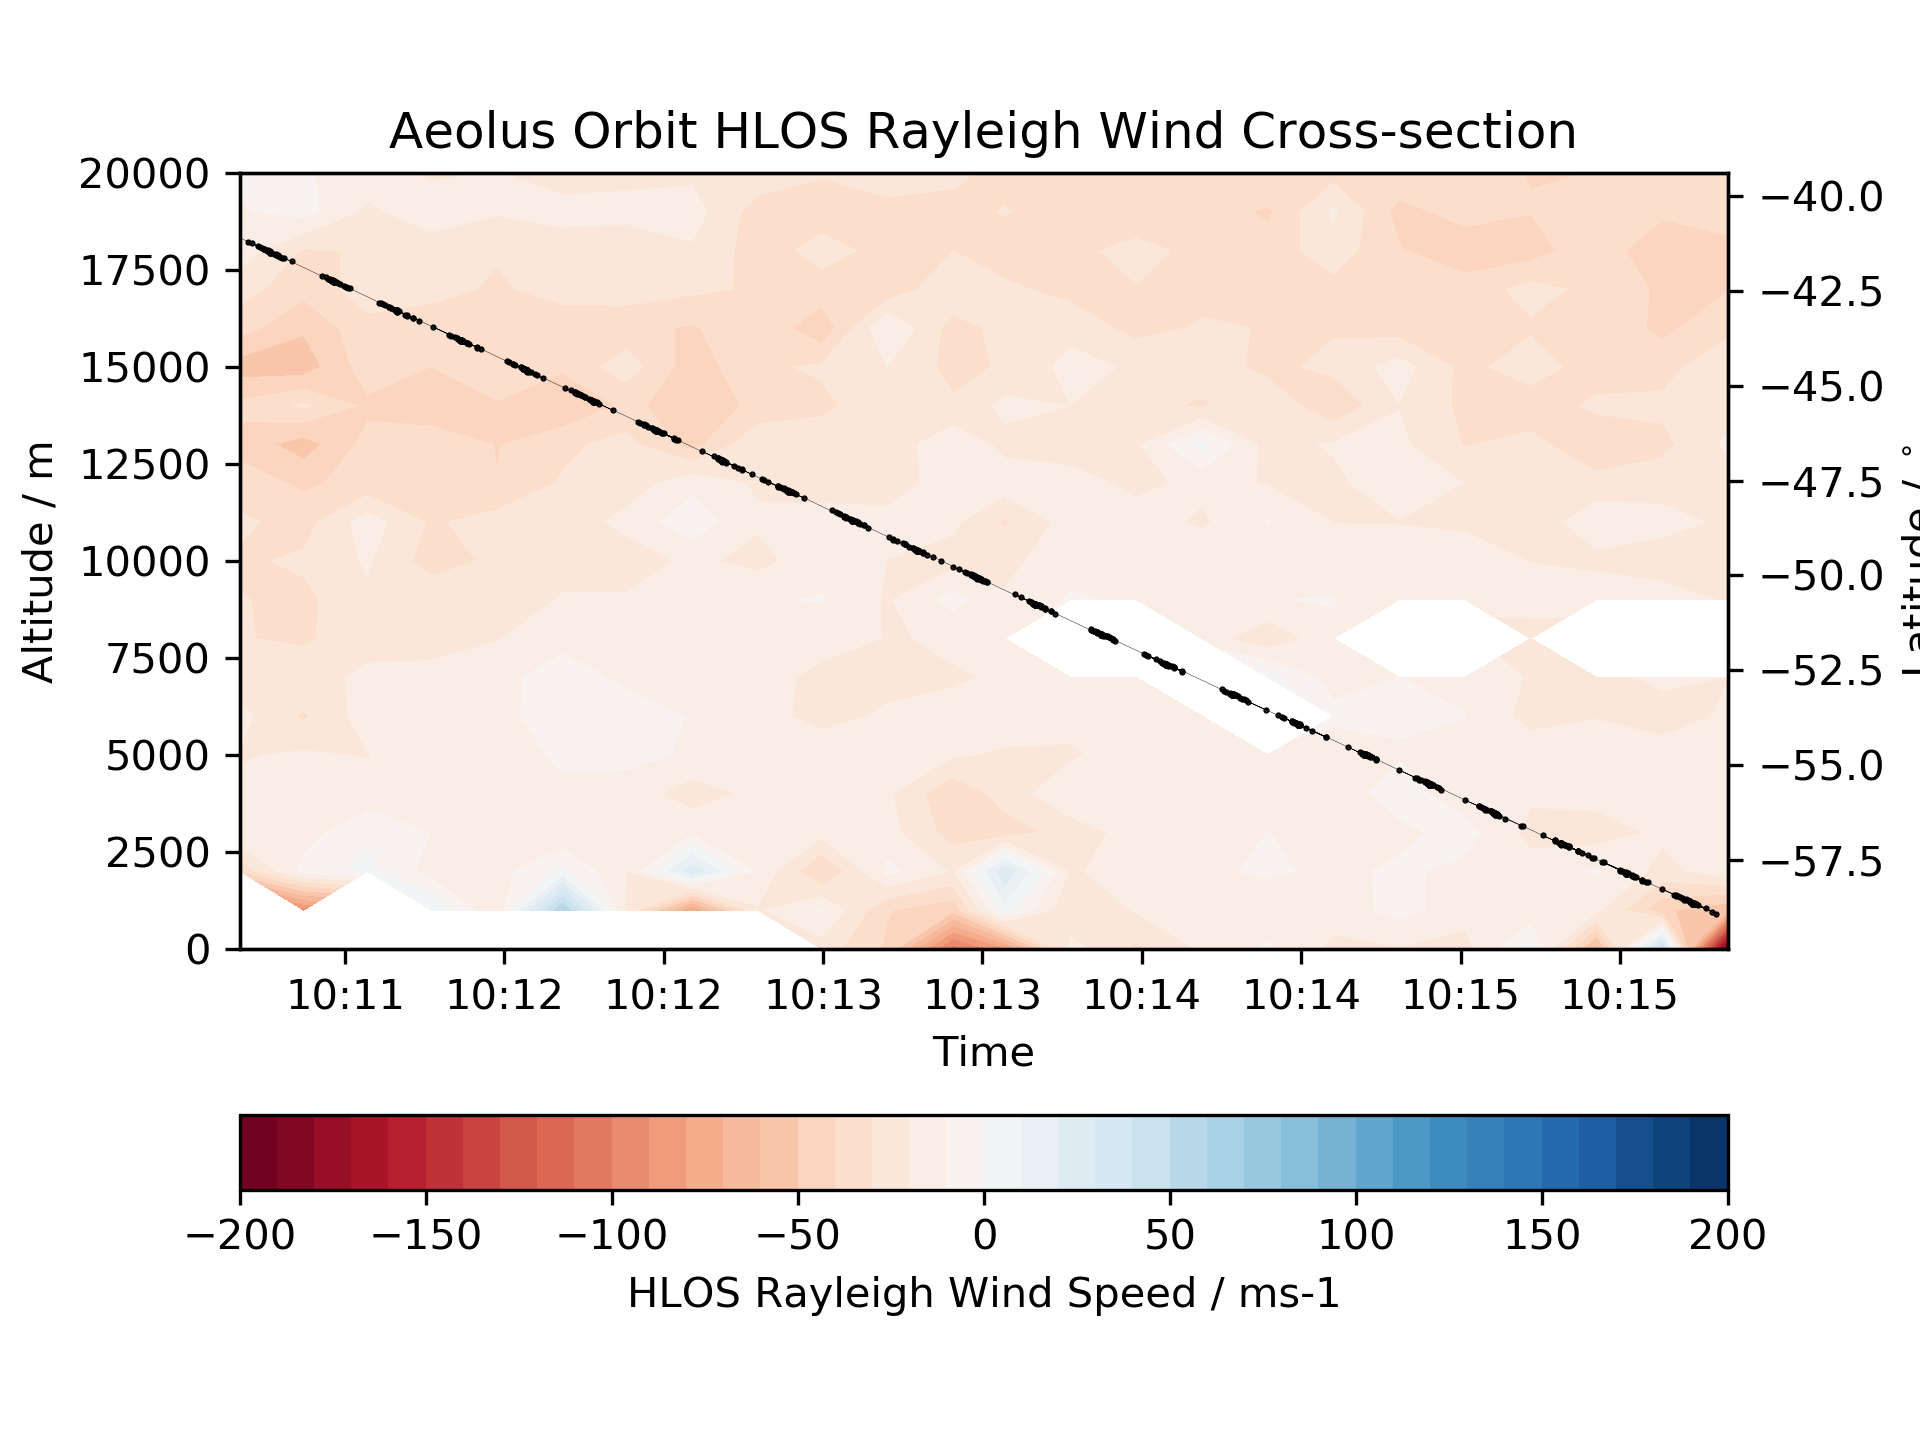 Aeolus Orbit HLOS Rayleigh Wind Cross-section
20000
17500
15000
12500
10000
7500
5000
2500
0
Altitude / m
−40.0
−42.5
−45.0
−47.5
−50.0
−52.5
−55.0
−57.5
Latitude / °
10:11 10:12 10:12 10:13 10:13 10:14 10:14 10:15 10:15
Time
−200 −150 −100 −50 0 50 100 150 200
HLOS Rayleigh Wind Speed / ms-1